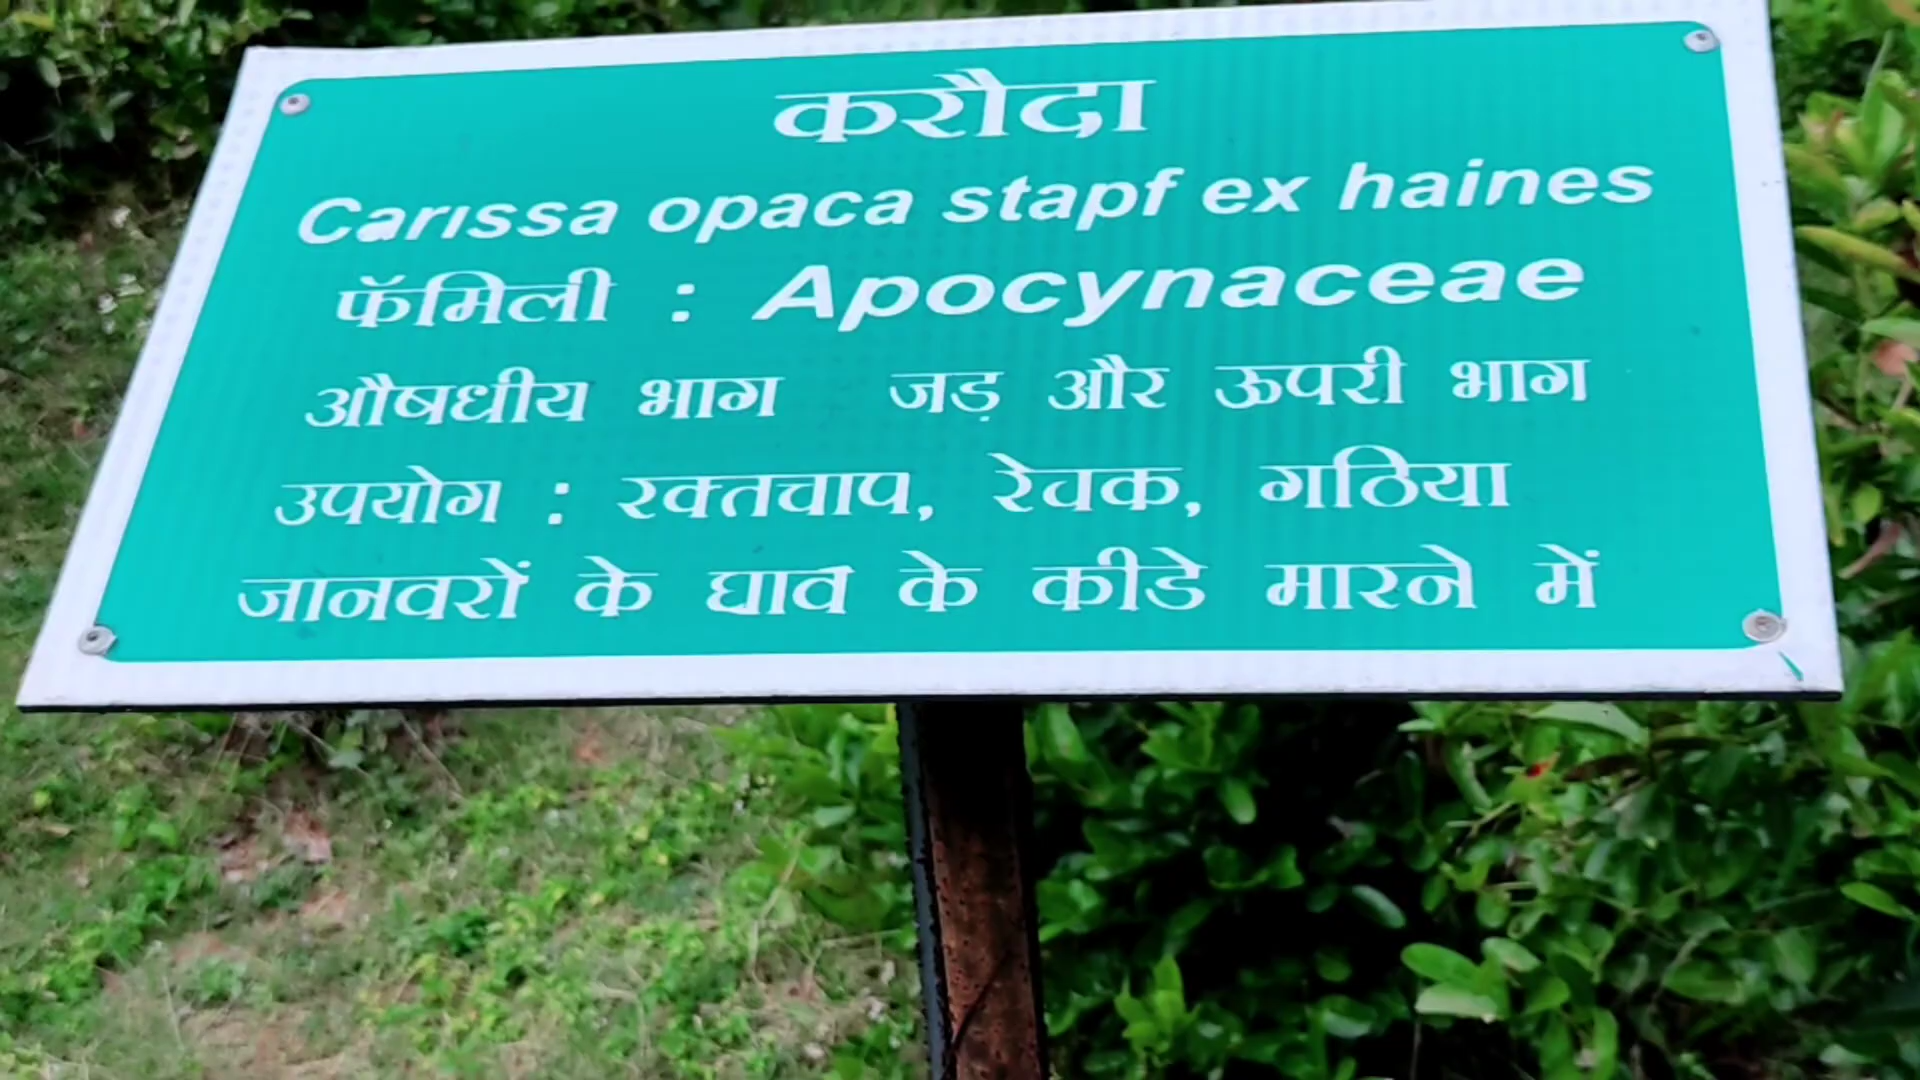 करौदा
Carissa opaca stapf ex haines
फॅमिली : Apocynaceae
औषधीय भाग जड़ और ऊपरी भाग
उपयोग : रक्तचाप, रेचक, गठिया
जानवरों के घाव के कीडे मारने में